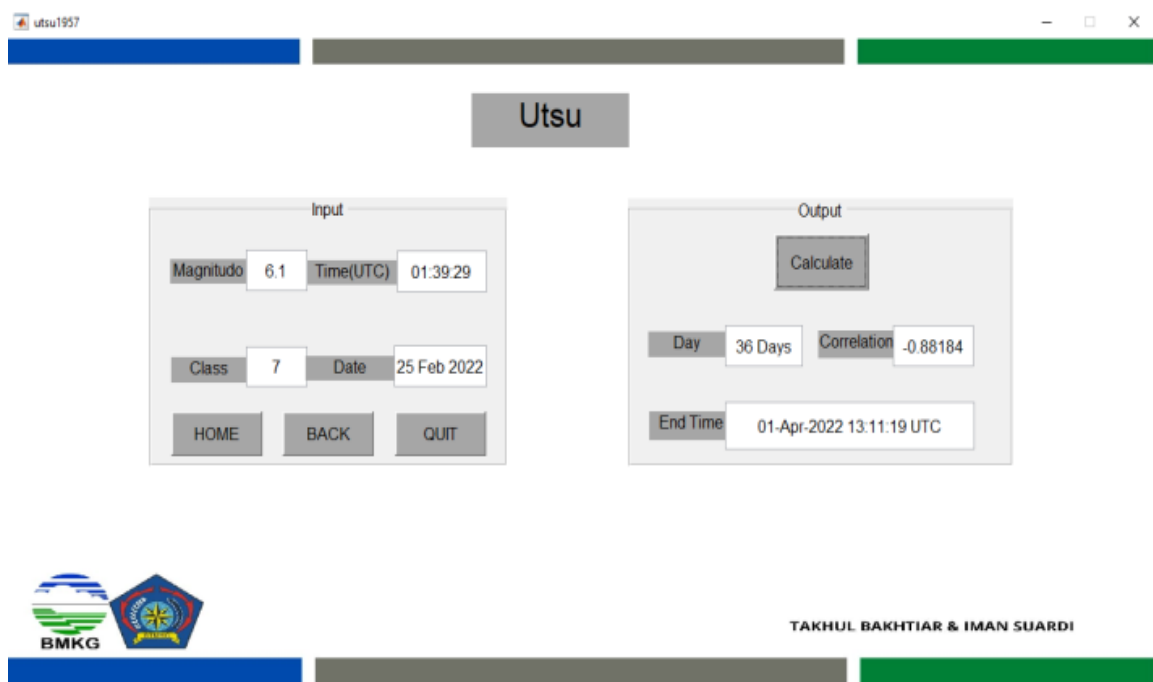 utsu1957
Utsu
Input
Magnitudo 6.1 Time(UTC) 01:39:29
Class 7 Date 25 Feb 2022
HOME BACK QUIT
Output
Calculate
Day 36 Days Correlation -0.88184
End Time 01-Apr-2022 13:11:19 UTC
BMKG
TAKHUL BAKHTIAR & IMAN SUARDI